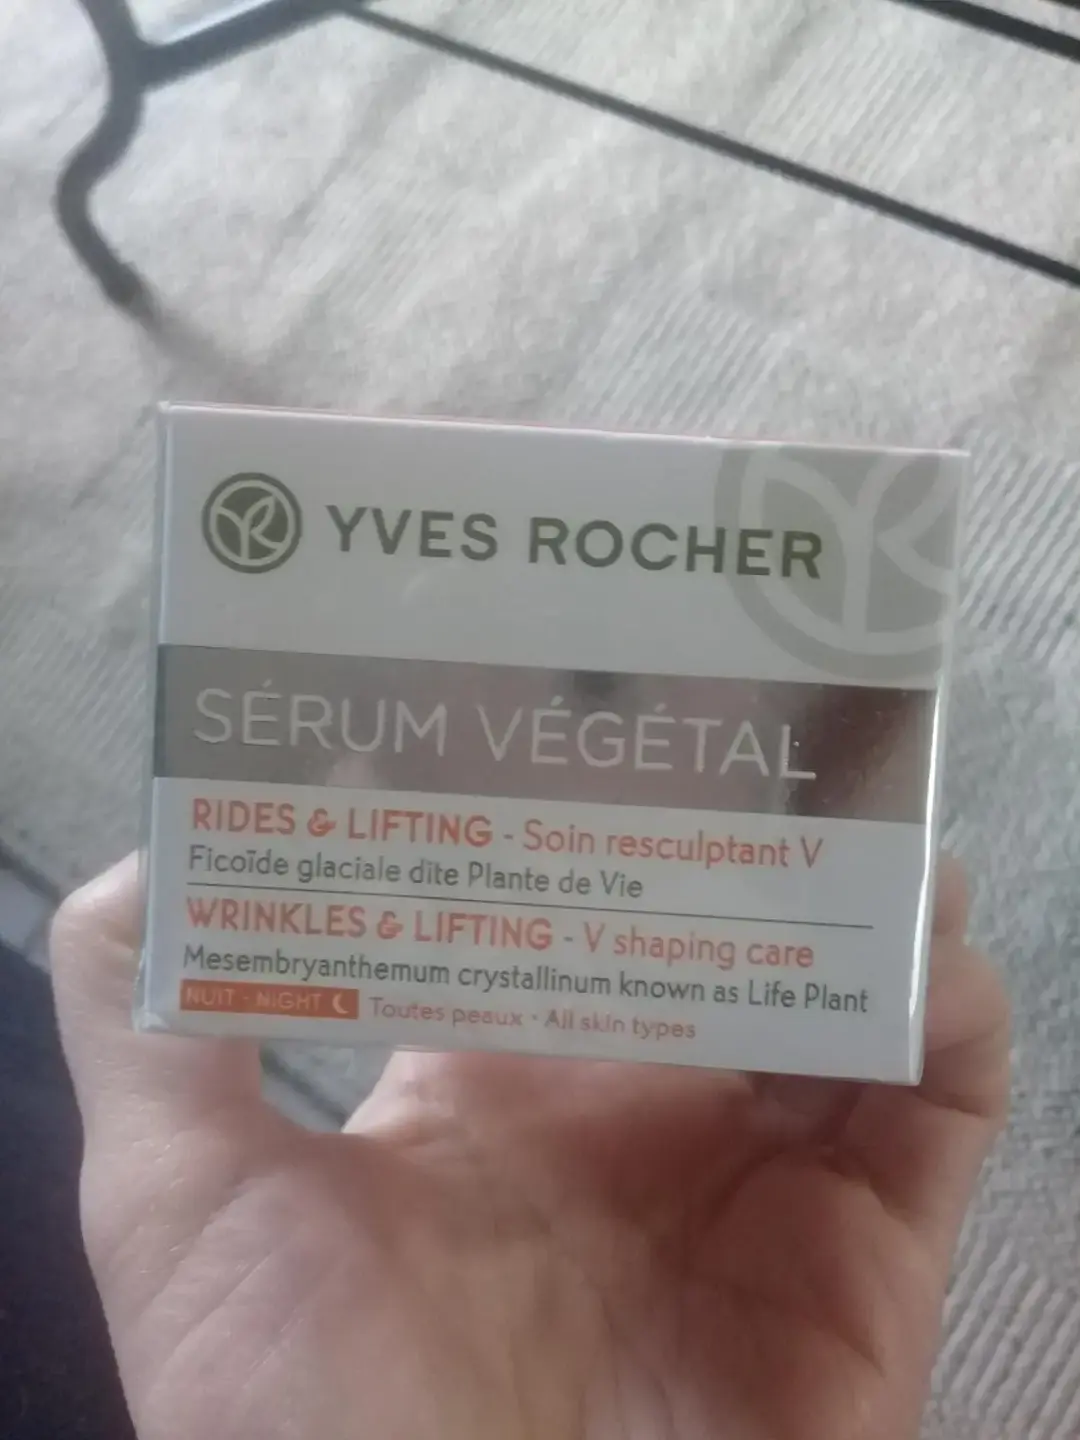 YVES ROCHER
SÉRUM VÉGÉTAL
RIDES & LIFTING - Soin resculptant V
Ficoïde glaciale dite Plante de Vie
WRINKLES & LIFTING - V shaping care
Mesembryanthemum crystallinum known as Life Plant
NUIT - NIGHT Toutes peaux • All skin types